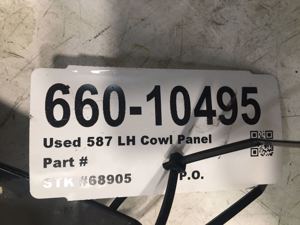 660-10495
Used 587 LH Cowl Panel
Part #
STK #68905 P.O.